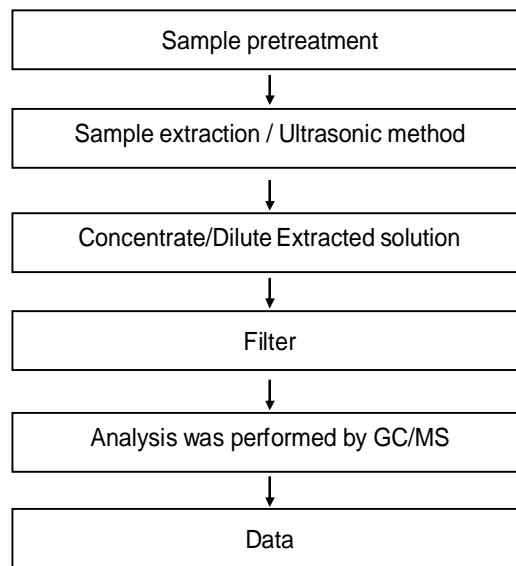 Sample pretreatment
Sample extraction / Ultrasonic method
Concentrate/Dilute Extracted solution
Filter
Analysis was performed by GC/MS
Data